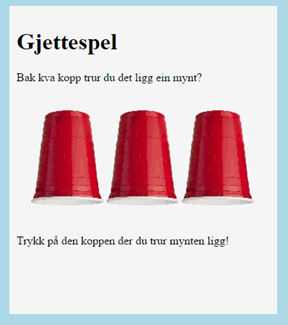 Gjettespel
Bak kva kopp trur du det ligg ein mynt?
Trykk på den koppen der du trur mynten ligg!